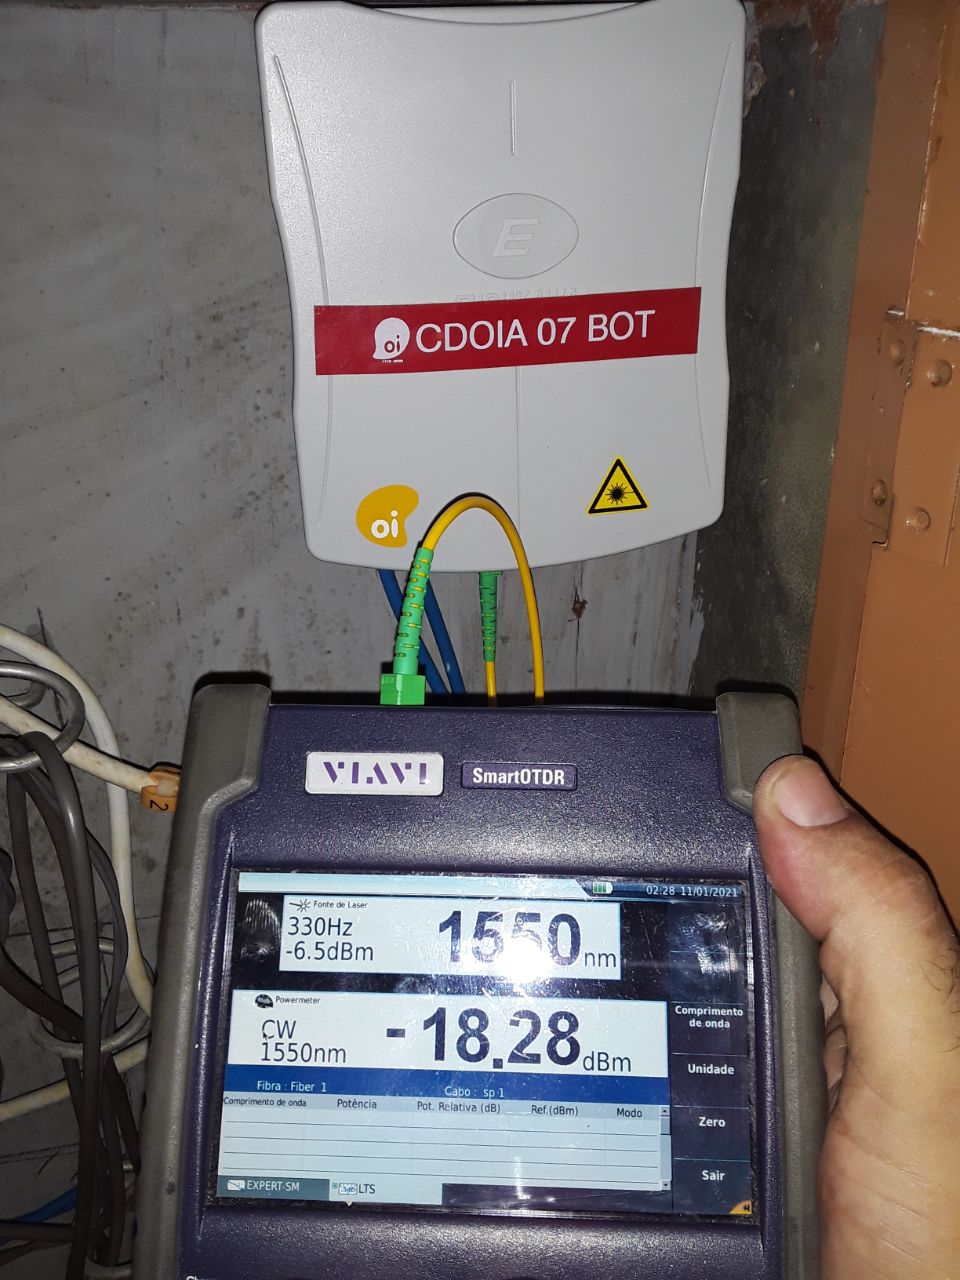 E
FURUKAWA
oi
CDOIA 07 BOT
oi
VIAVI
SmartOTDR
02:28 11/01/2021
Fonte de Laser
330Hz
-6.5dBm
1550nm
Powermeter
CW
1550nm
-18.28dBm
Comprimento de onda
Unidade
Zero
Sair
Fibra : Fiber 1
Cabo : sp 1
Comprimento de onda
Potência
Pot. Relativa (dB)
Ref.(dBm)
Modo
EXPERT-SM
LTS
2